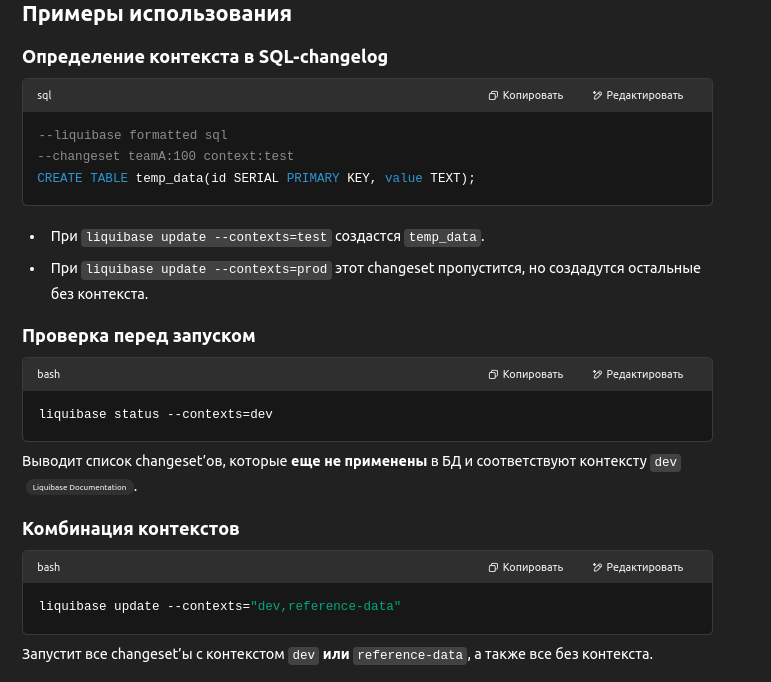 Примеры использования
Определение контекста в SQL-changelog
sql Копировать Редактировать
--liquibase formatted sql
--changeset teamA:100 context:test
CREATE TABLE temp_data(id SERIAL PRIMARY KEY, value TEXT);
• При liquibase update --contexts=test создастся temp_data.
• При liquibase update --contexts=prod этот changeset пропустится, но создадутся остальные
без контекста.
Проверка перед запуском
bash Копировать Редактировать
liquibase status --contexts=dev
Выводит список changeset’ов, которые еще не применены в БД и соответствуют контексту dev
Liquibase Documentation.
Комбинация контекстов
bash Копировать Редактировать
liquibase update --contexts="dev,reference-data"
Запустит все changeset’ы с контекстом dev или reference-data, а также все без контекста.